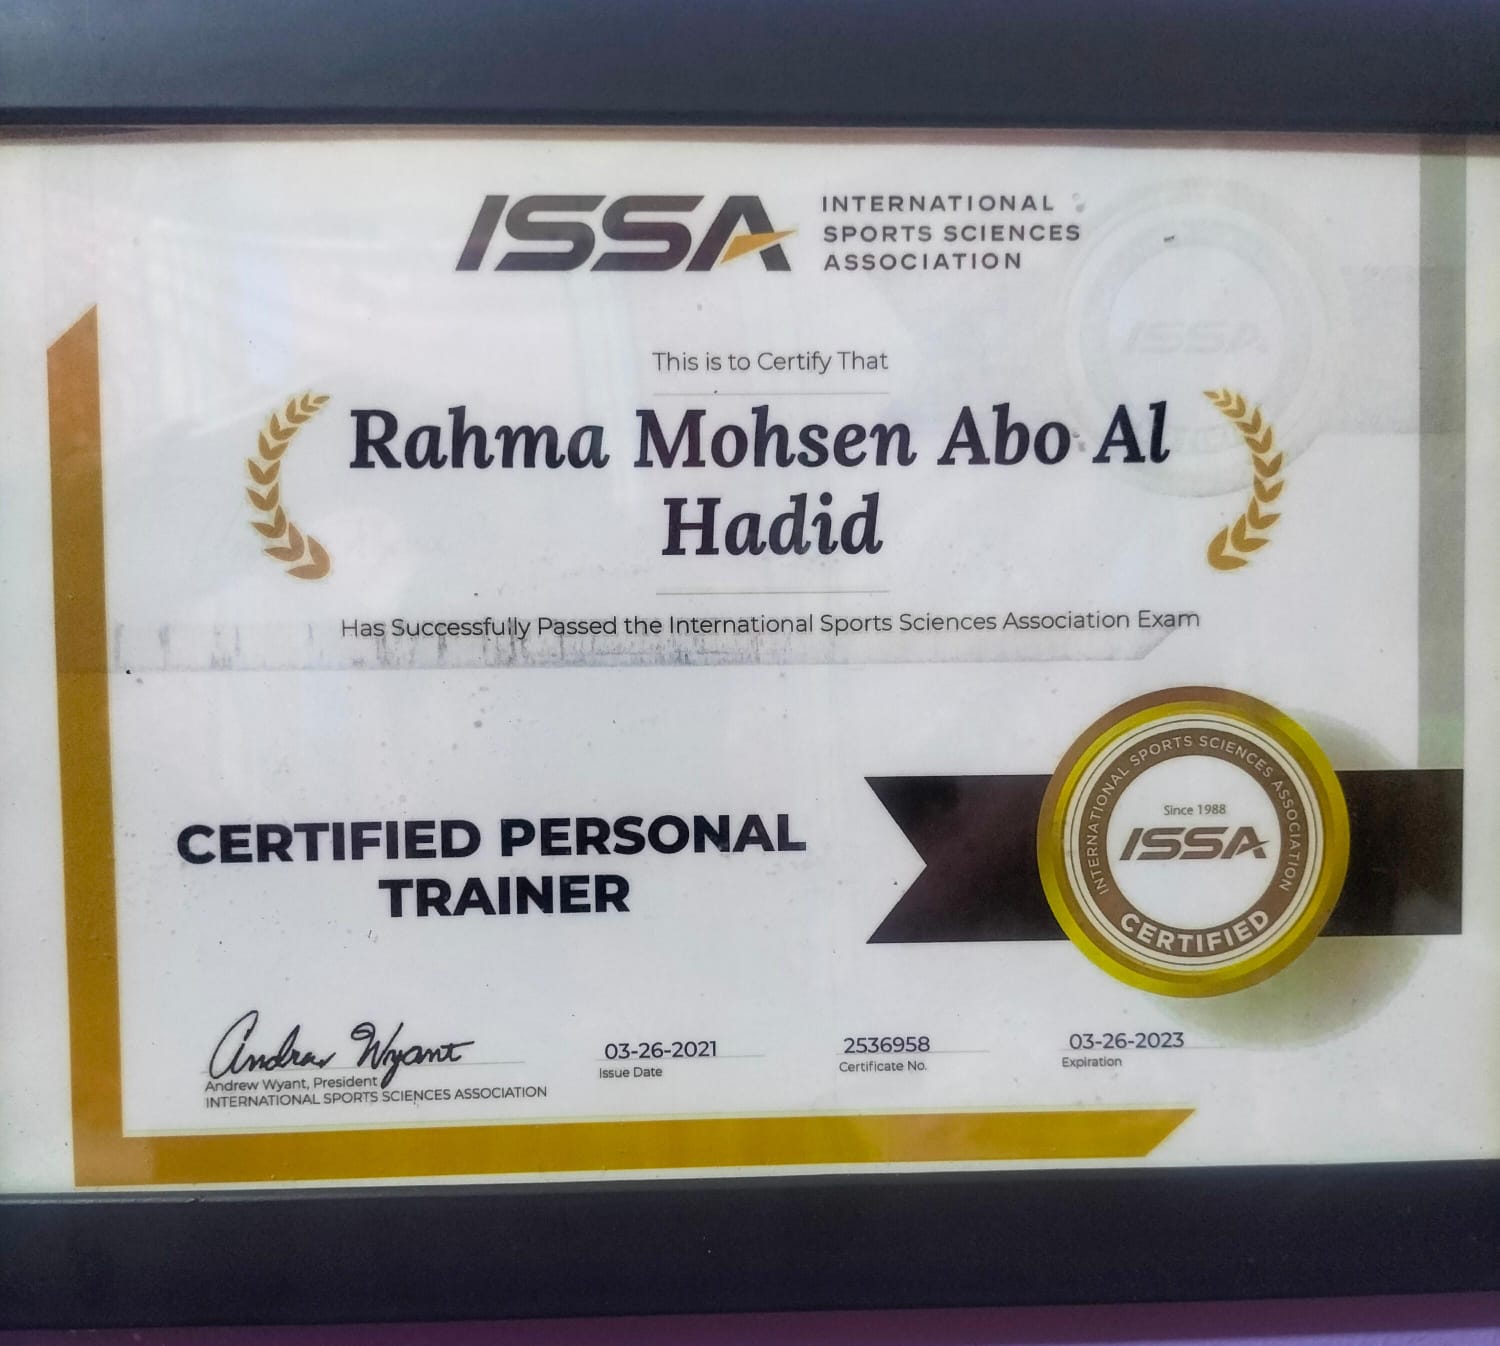 ISSA
INTERNATIONAL
SPORTS SCIENCES
ASSOCIATION
This is to Certify That
Rahma Mohsen Abo Al
Hadid
Has Successfully Passed the International Sports Sciences Association Exam
CERTIFIED PERSONAL
TRAINER
INTERNATIONAL SPORTS SCIENCES ASSOCIATION
Since 1988
ISSA
CERTIFIED
Andrew Wyant
Andrew Wyant, President
INTERNATIONAL SPORTS SCIENCES ASSOCIATION
03-26-2021
Issue Date
2536958
Certificate No.
03-26-2023
Expiration